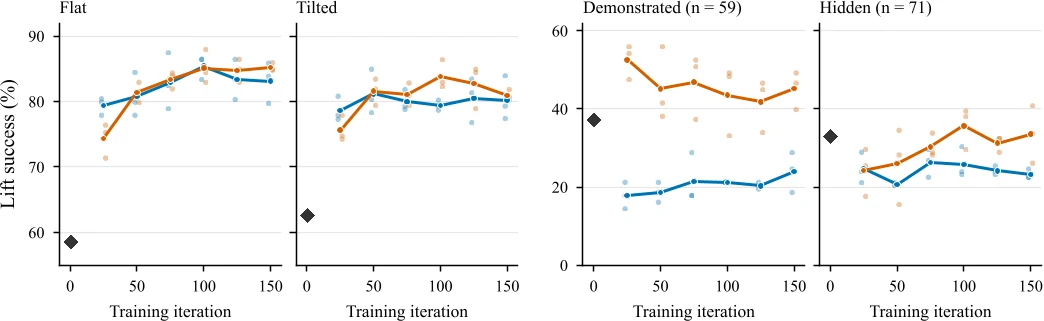 Flat
Tilted
Demonstrated (n = 59)
Hidden (n = 71)
Lift success (%)
90
80
70
60
60
40
20
0
0 50 100 150
0 50 100 150
0 50 100 150
0 50 100 150
Training iteration
Training iteration
Training iteration
Training iteration